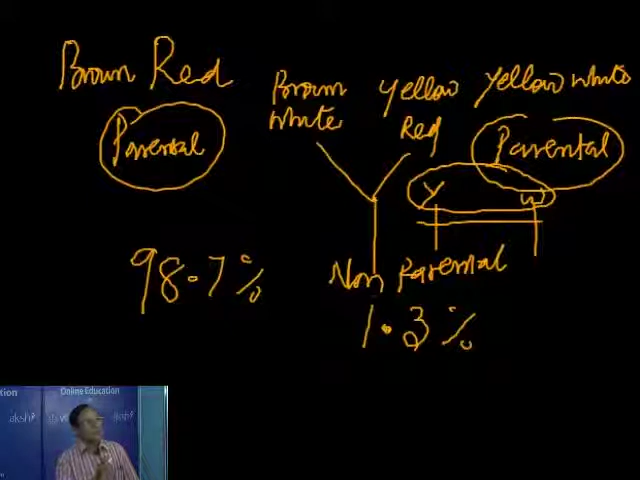 Brown Red
Brown White
Yellow Red
Yellow White
Parental
Parental
Y W
98.7%
Non Parental
1.3%
Online Education